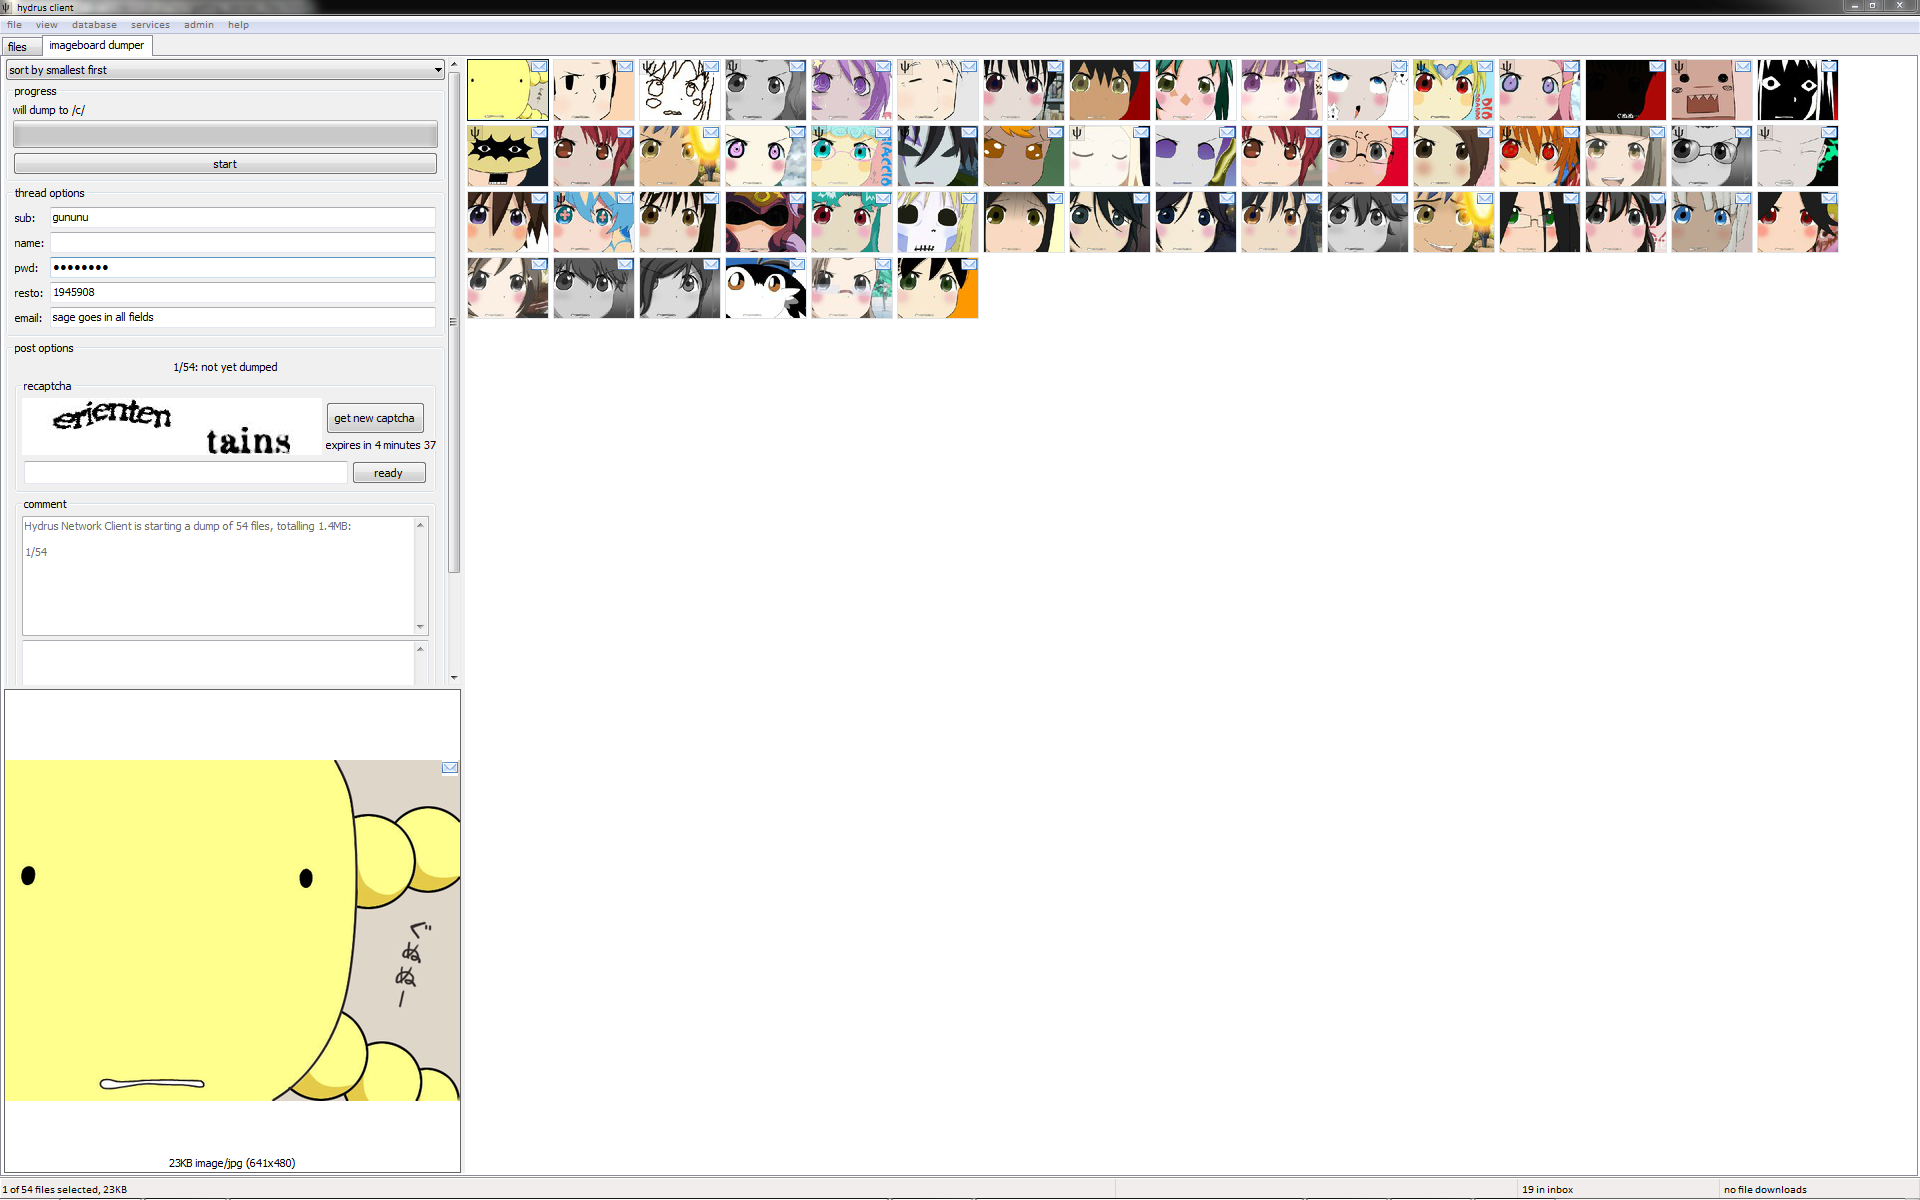 hydrus client
file view database services admin help
files imageboard dumper
sort by smallest first
progress
will dump to /c/
start
thread options
sub: gununu
name:
pwd: ••••••••
resto: 1945908
email: sage goes in all fields
post options
1/54: not yet dumped
recaptcha
erienten tains
get new captcha
expires in 4 minutes 37
ready
comment
Hydrus Network Client is starting a dump of 54 files, totalling 1.4MB:
1/54
ぐぬぬー
23KB image/jpg (641x480)
1 of 54 files selected, 23KB
19 in inbox
no file downloads